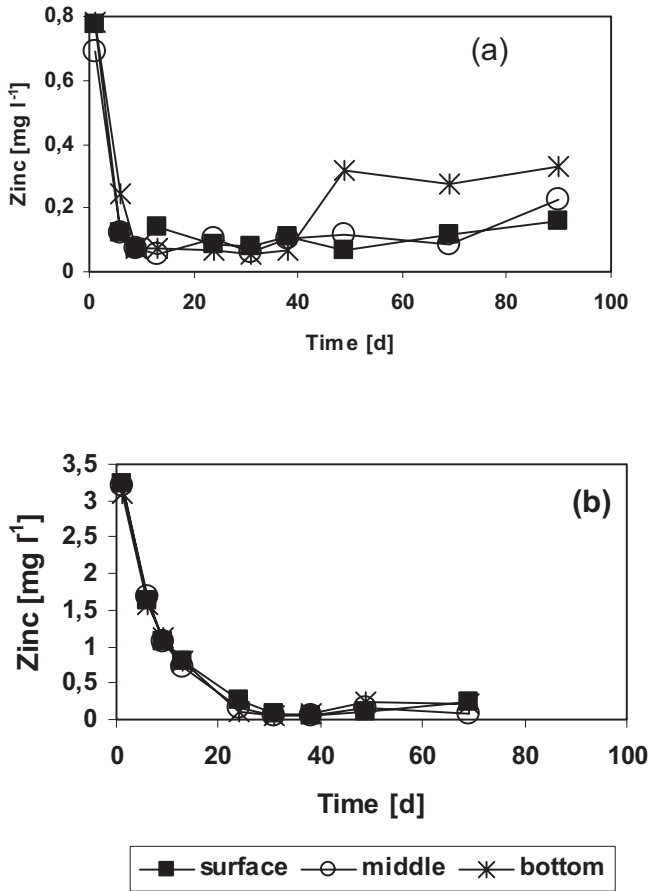 (a)
Zinc [mg l-1]
0,8
0,6
0,4
0,2
0
0 20 40 60 80 100
Time [d]
(b)
Zinc [mg l1]
3,5
3
2,5
2
1,5
1
0,5
0
0 20 40 60 80 100
Time [d]
surface middle bottom